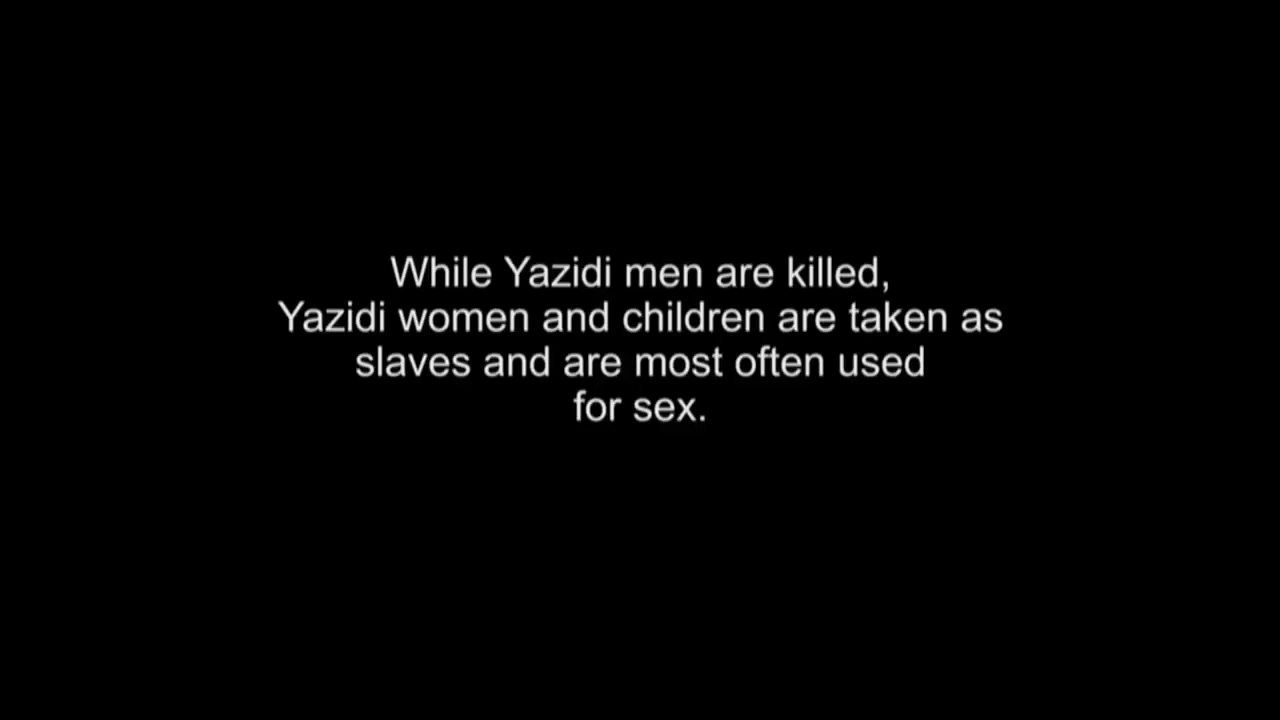 While Yazidi men are killed,
Yazidi women and children are taken as
slaves and are most often used
for sex.